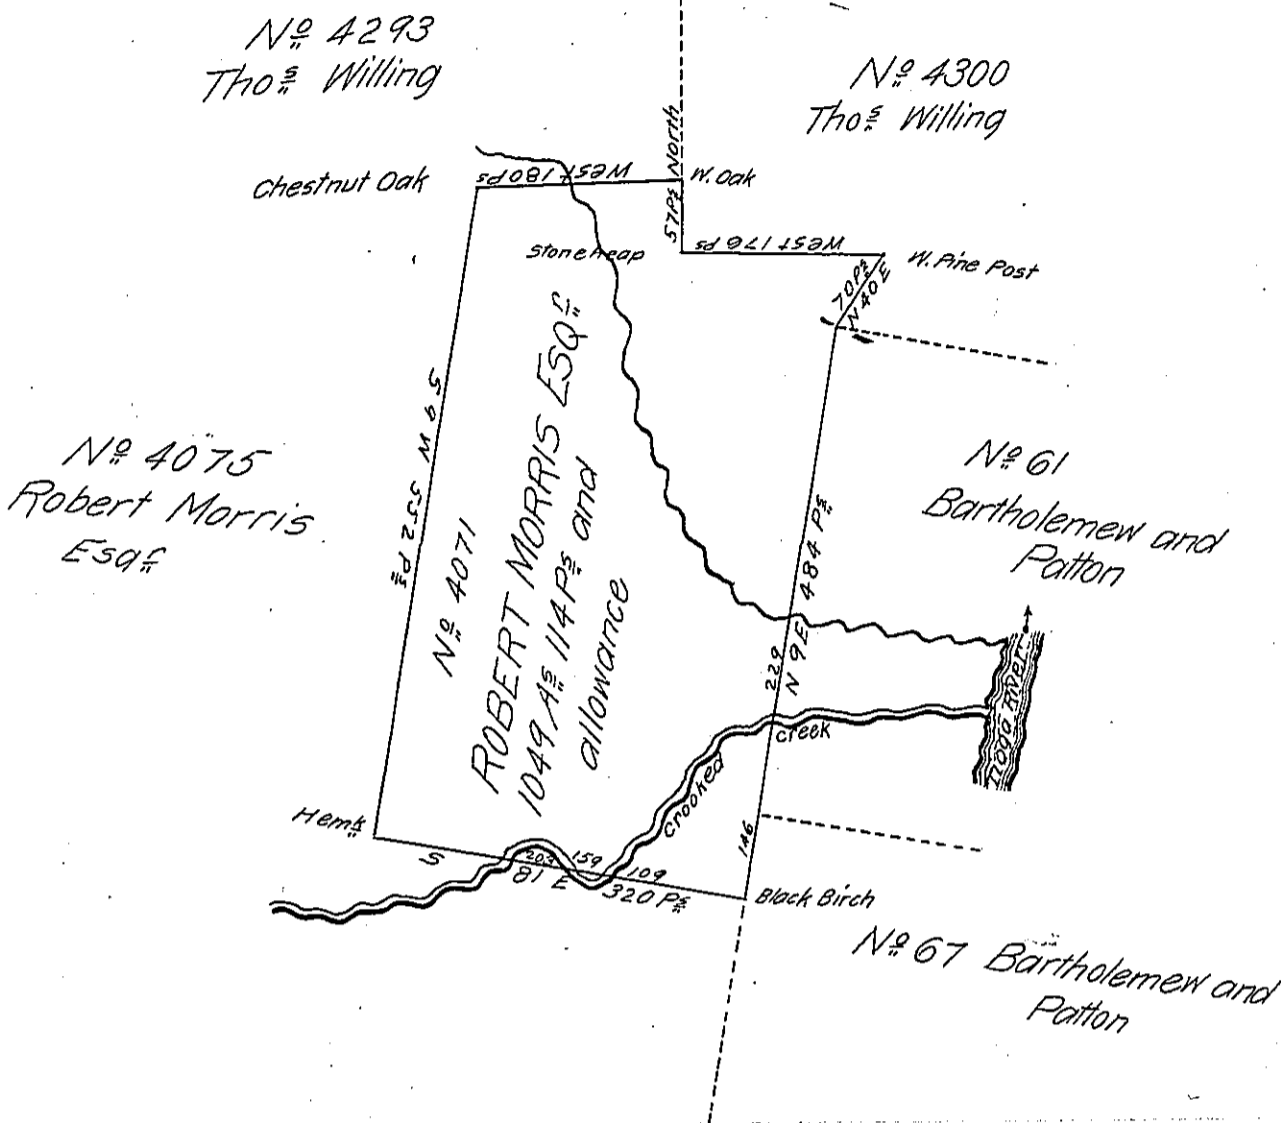 Nº 4293
Thoˢ Willing
Nº 4300
Thoˢ Willing
Chestnut Oak
West 180 Pˢ
57 Pˢ North
W. Oak
Stone heap
West 176 Pˢ
W. Pine Post
70 Pˢ
N 40 E
S 9 W 552 Pˢ
Nº 4075
Robert Morris
Esqʳ
Nº 4071
ROBERT MORRIS ESQʳ
1049 Aˢ 114 Pˢ and
allowance
484 Pˢ
N 9 E
229
Nº 61
Bartholemew and
Patton
Tioga River
Crooked
creek
146
Hemᵏ
S 81 E 320 Pˢ
203
159
109
Black Birch
Nº 67 Bartholemew and
Patton